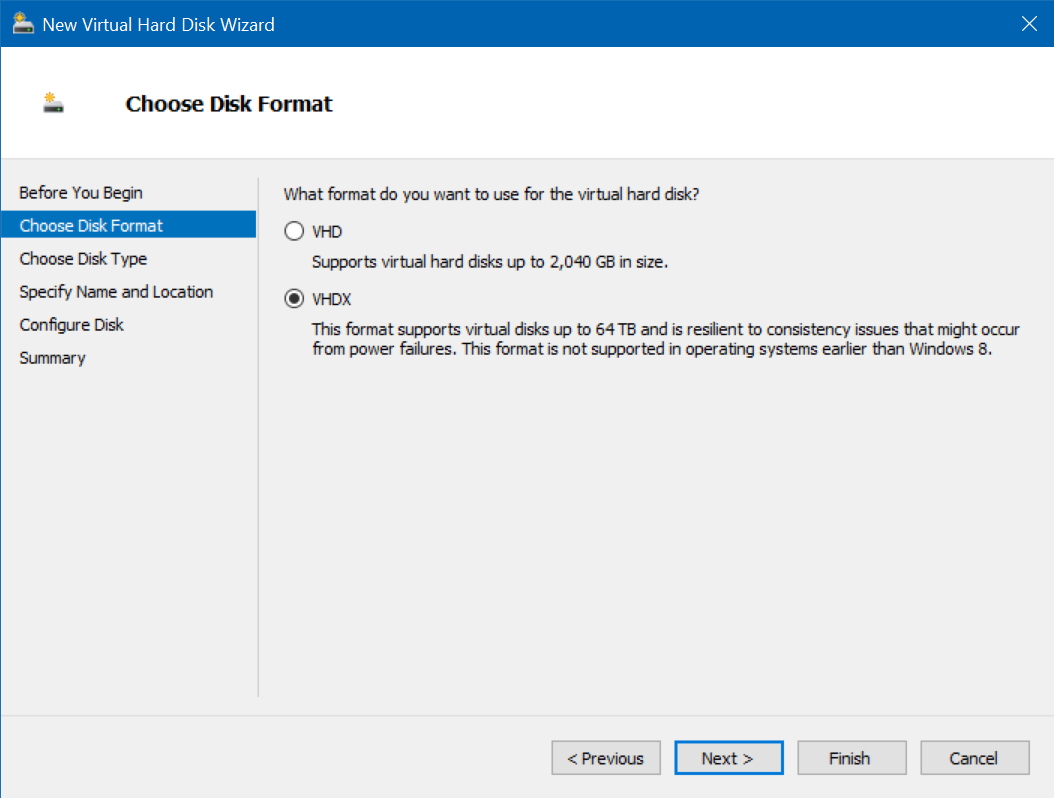 New Virtual Hard Disk Wizard
Choose Disk Format
Before You Begin
Choose Disk Format
Choose Disk Type
Specify Name and Location
Configure Disk
Summary
What format do you want to use for the virtual hard disk?
VHD
Supports virtual hard disks up to 2,040 GB in size.
VHDX
This format supports virtual disks up to 64 TB and is resilient to consistency issues that might occur
from power failures. This format is not supported in operating systems earlier than Windows 8.
< Previous
Next >
Finish
Cancel